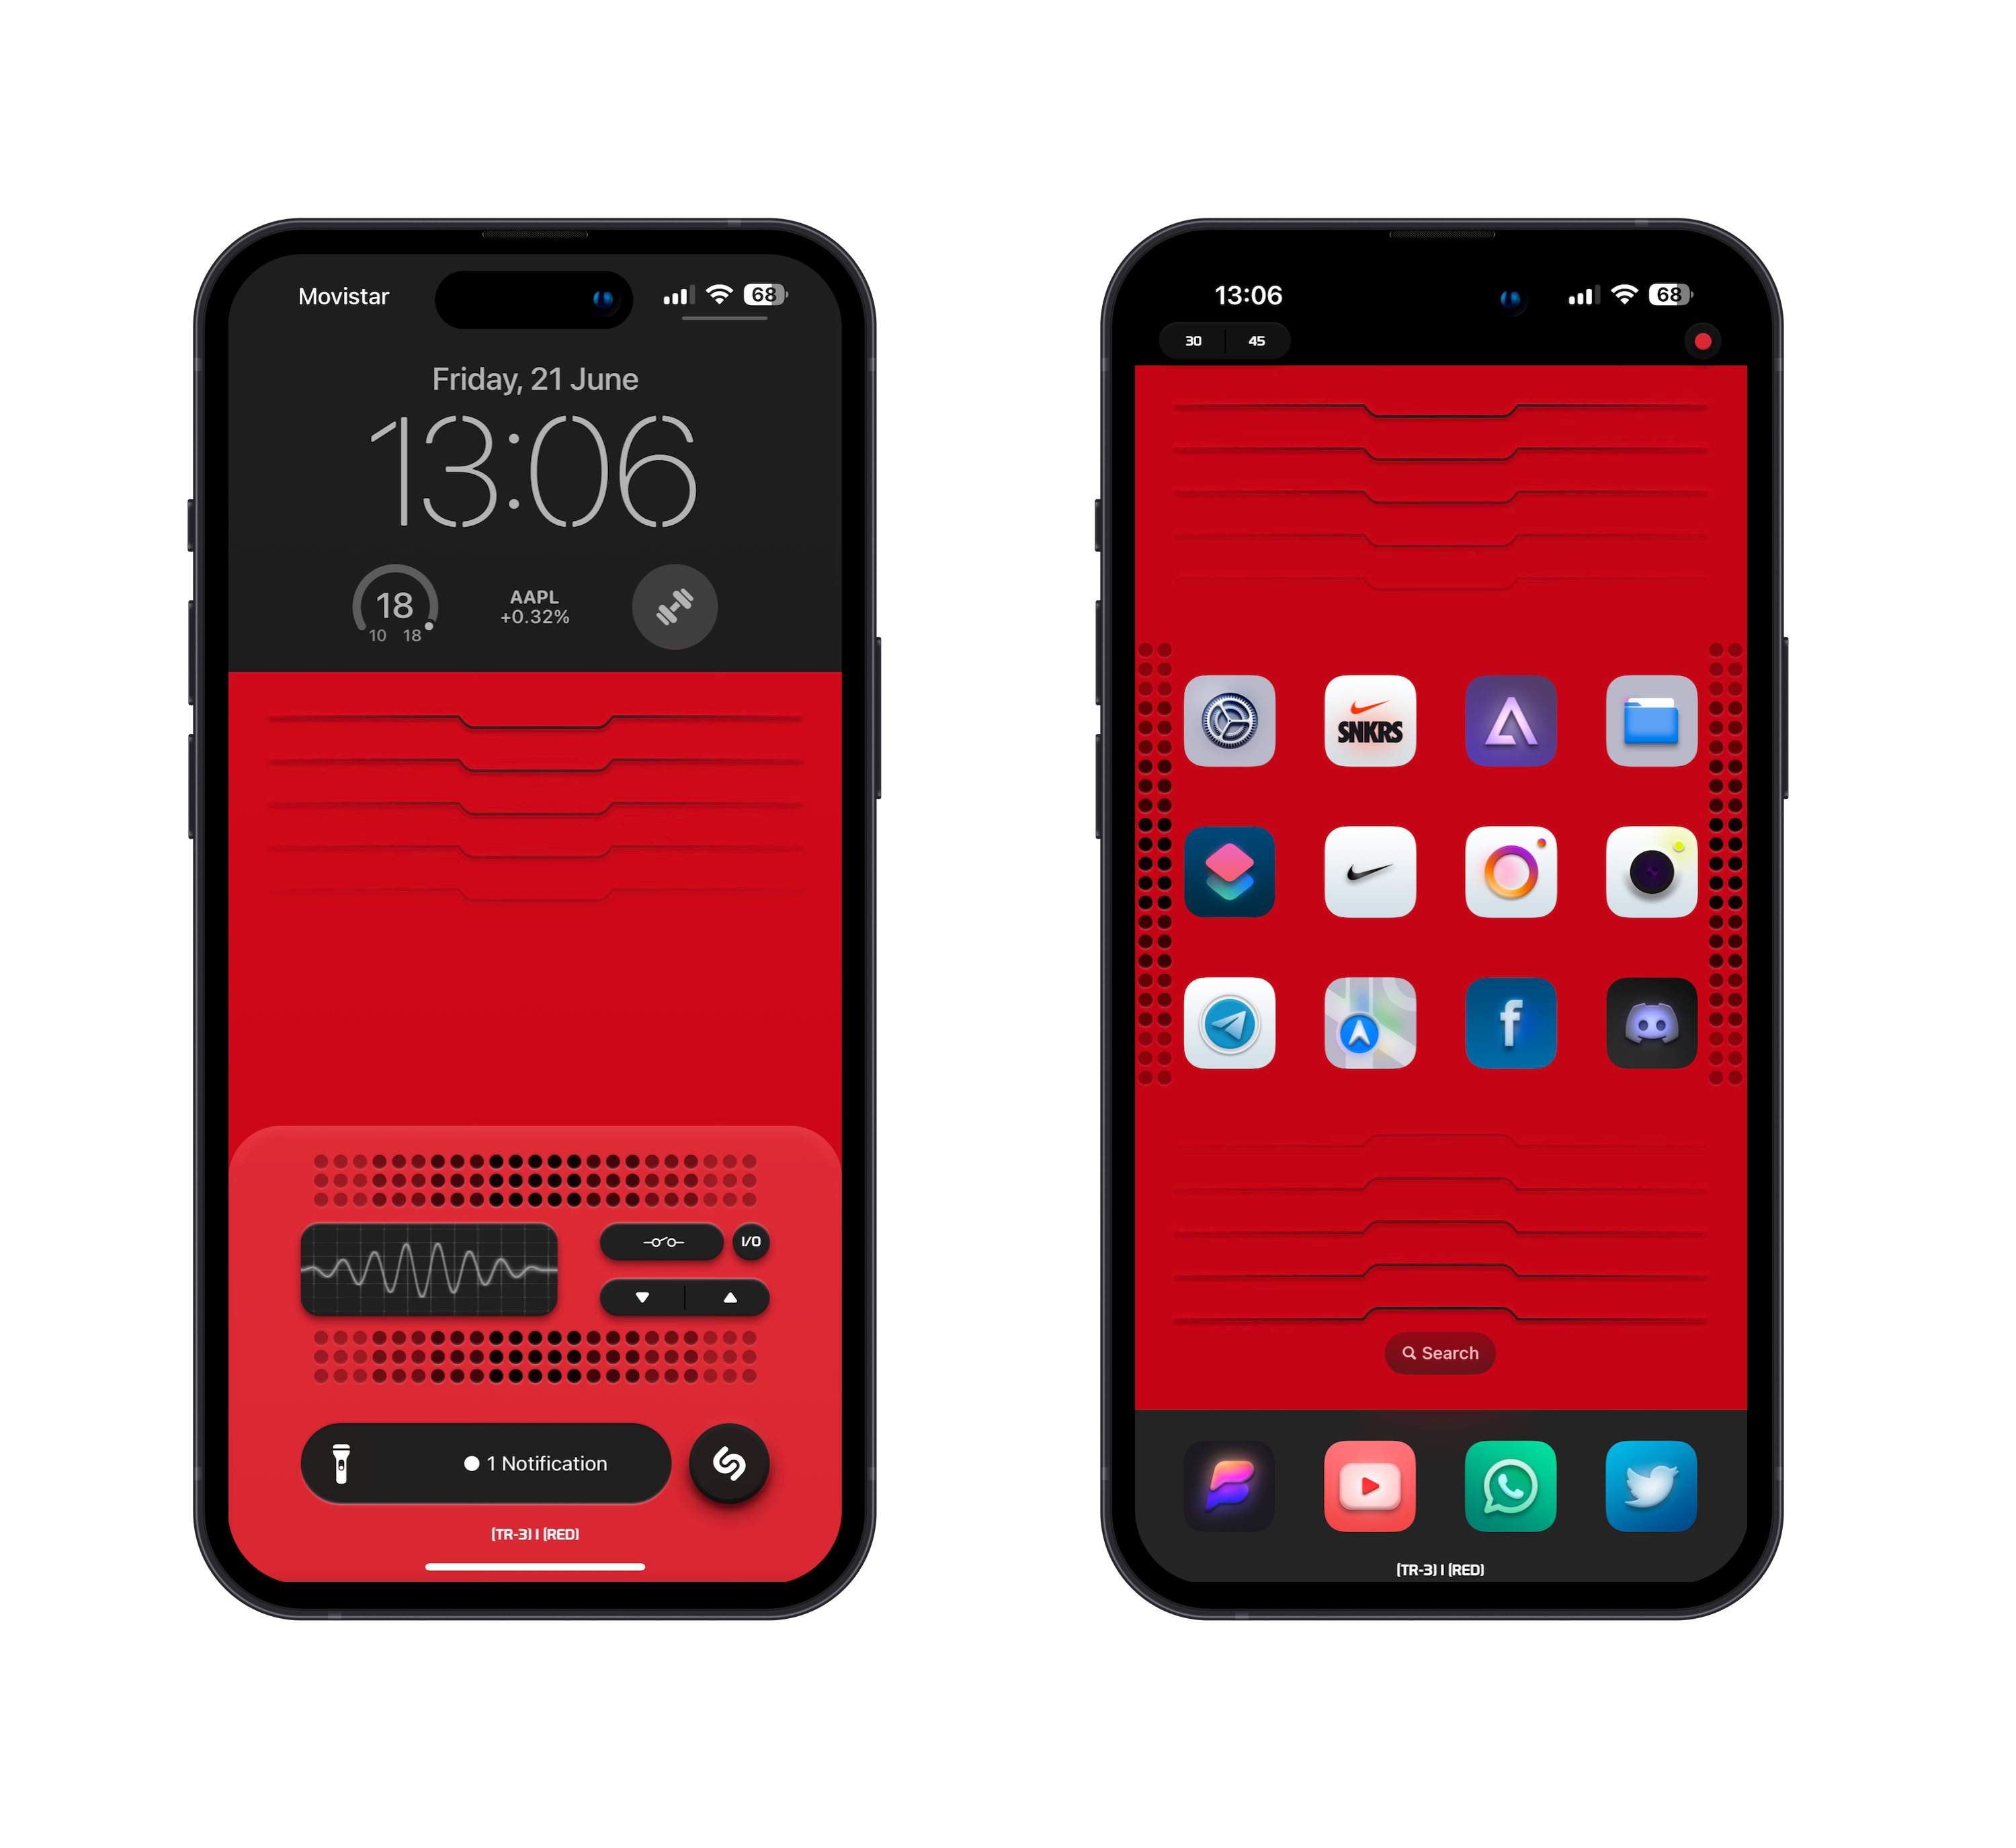 Movistar
68
Friday, 21 June
13:06
18
10 18
AAPL
+0.32%
I/O
1 Notification
(TR-3) I (RED)
13:06
68
30 45
SNKRS
Search
(TR-3) I (RED)